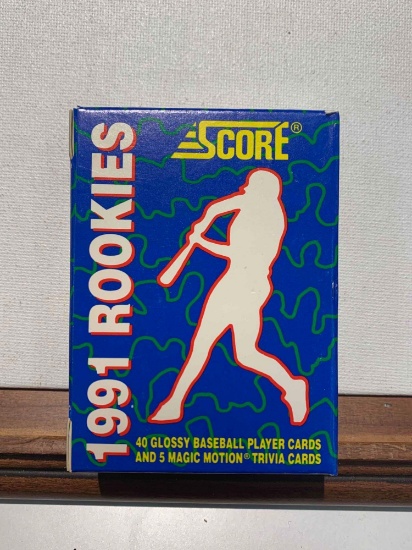 SCORE®
1991 ROOKIES
40 GLOSSY BASEBALL PLAYER CARDS
AND 5 MAGIC MOTION® TRIVIA CARDS